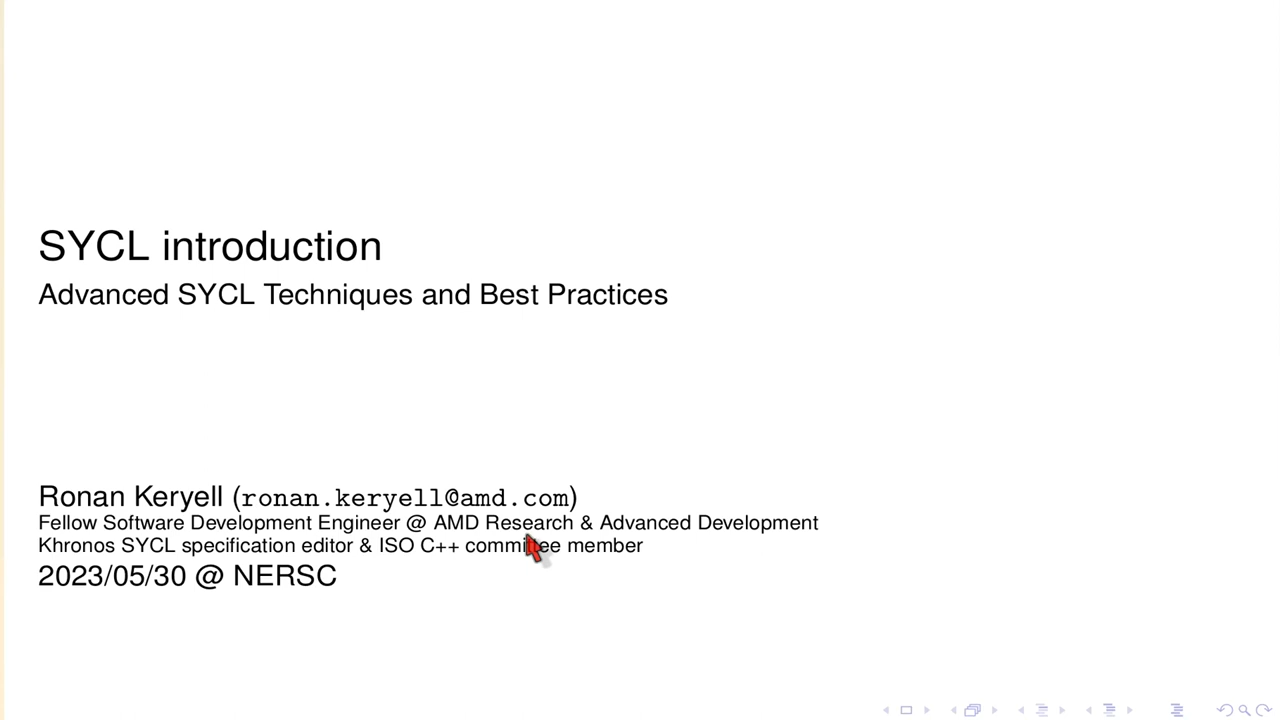 SYCL introduction
Advanced SYCL Techniques and Best Practices
Ronan Keryell (ronan.keryell@amd.com)
Fellow Software Development Engineer @ AMD Research & Advanced Development
Khronos SYCL specification editor & ISO C++ committee member
2023/05/30 @ NERSC